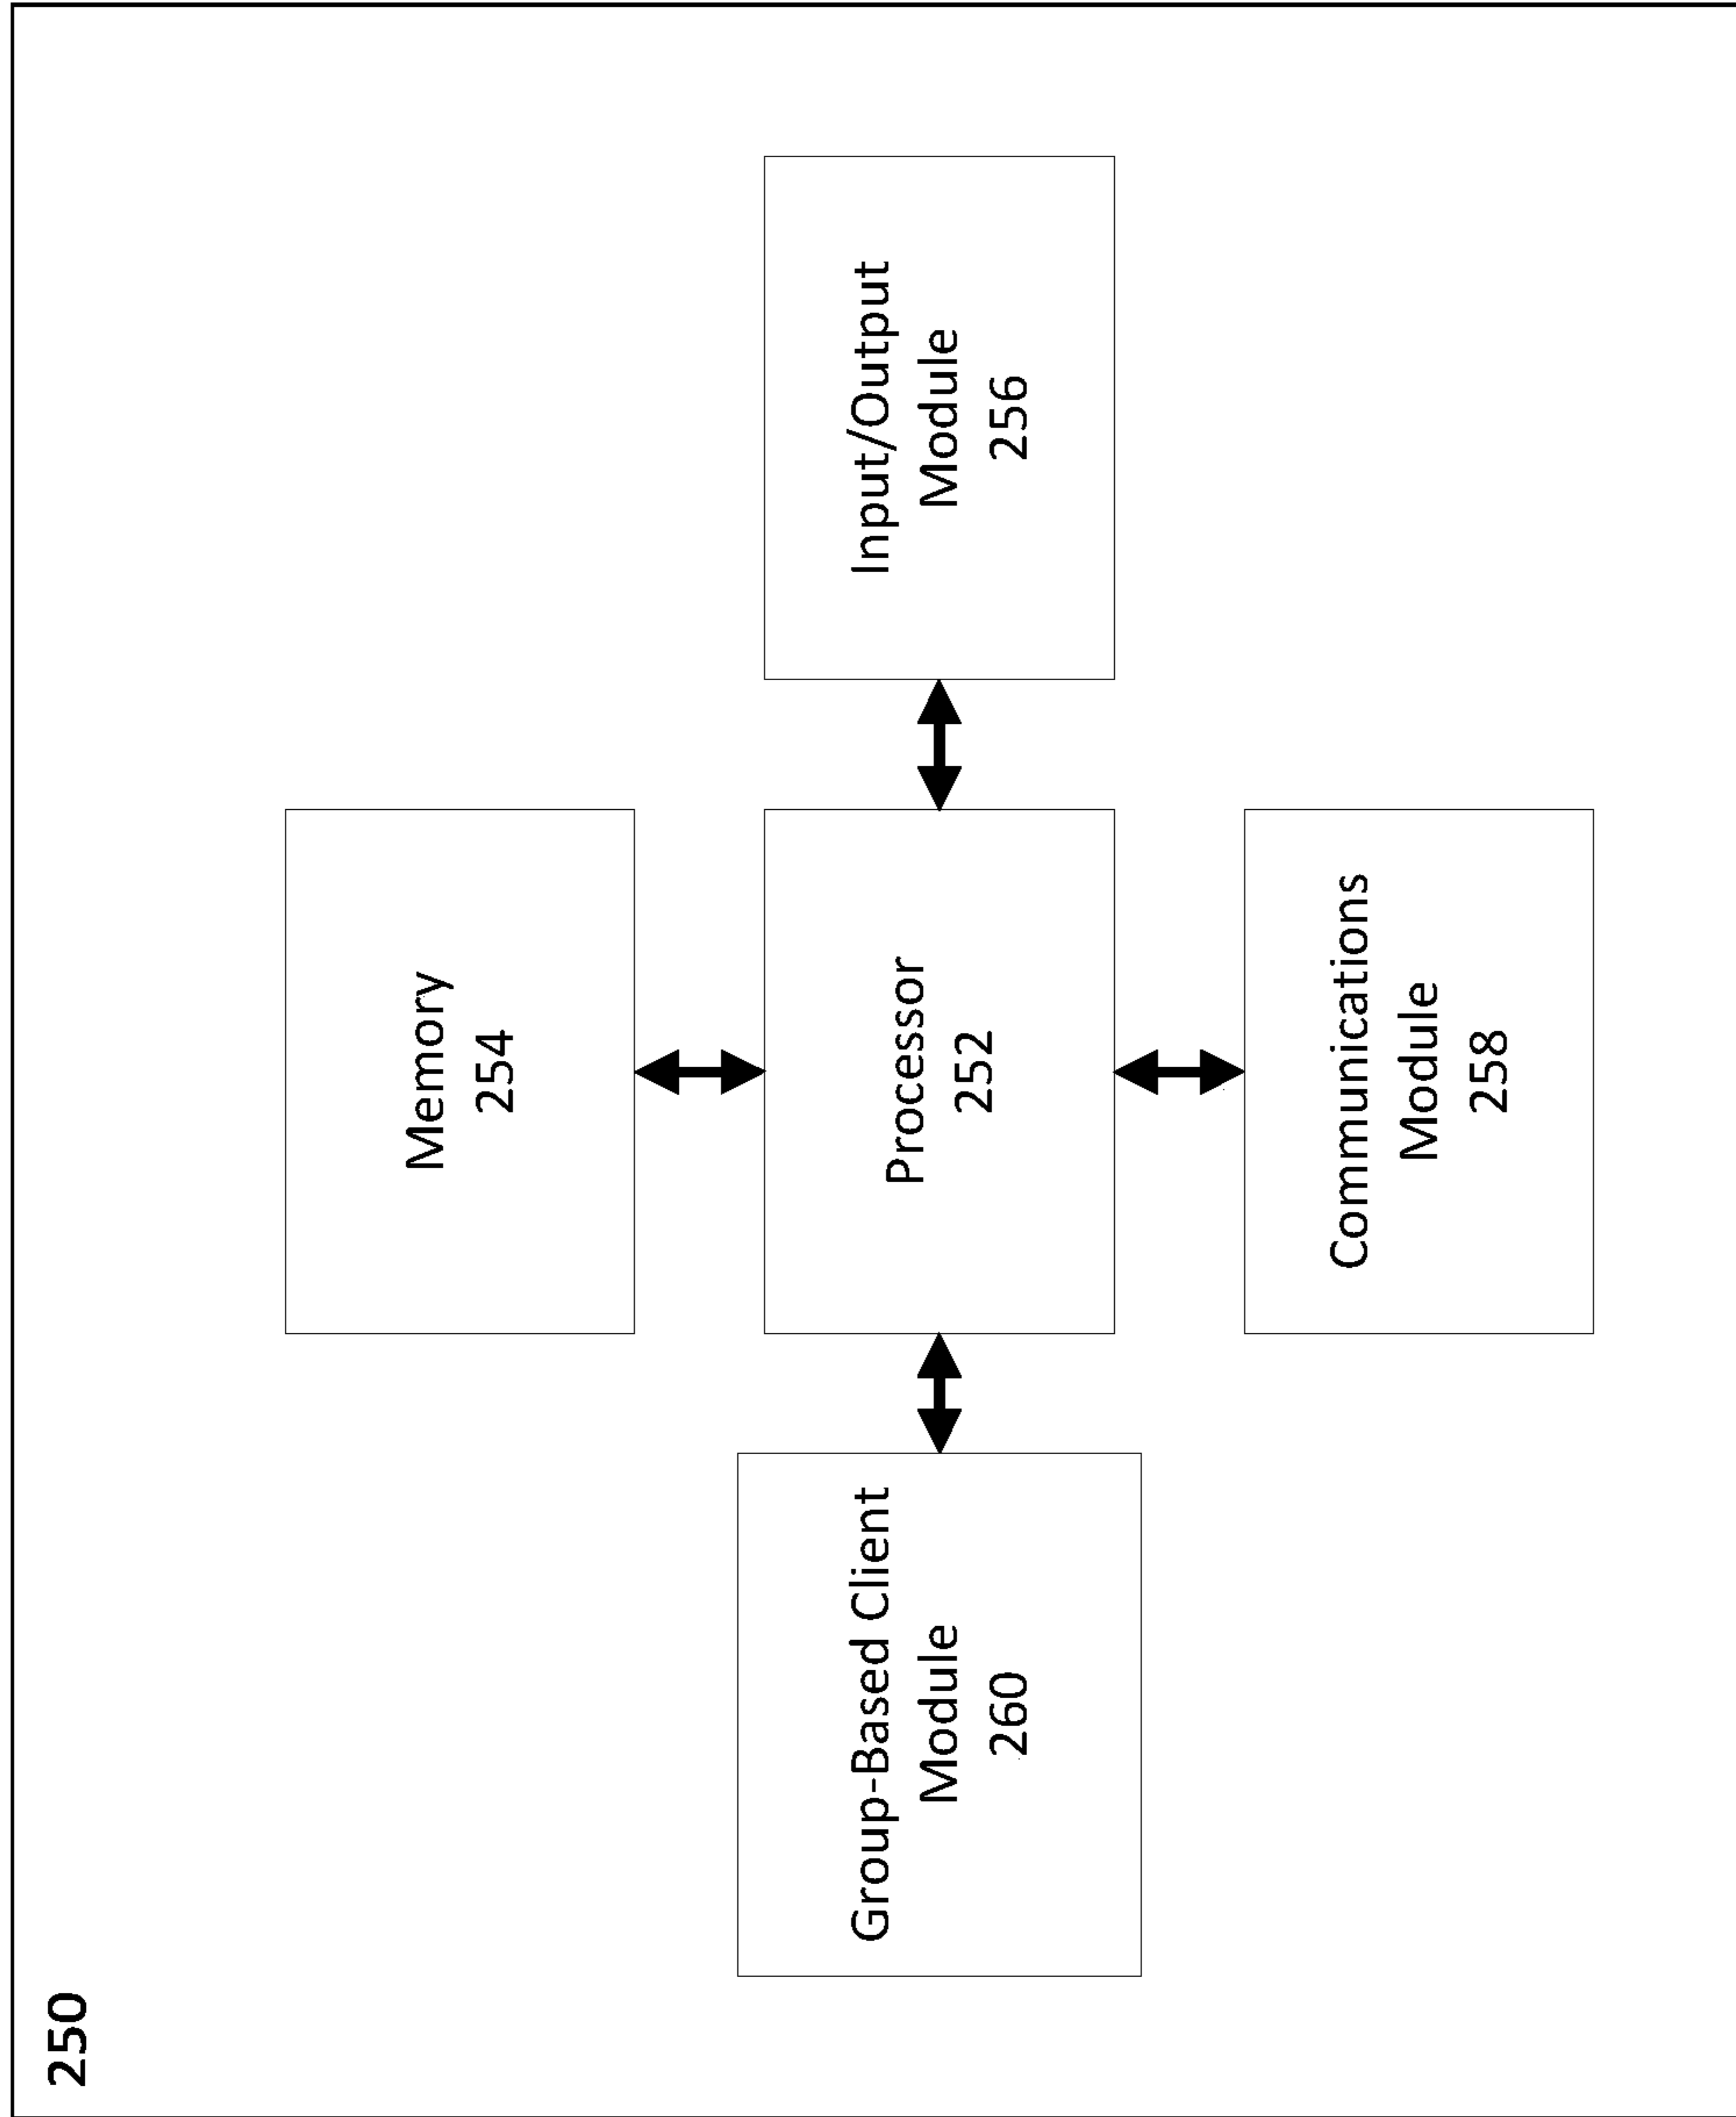 250
Memory
254
Group-Based Client
Module
260
Processor
252
Input/Output
Module
256
Communications
Module
258